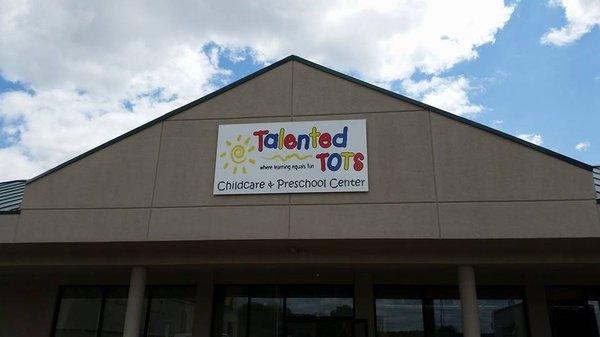 Talented
TOTS
where learning equals fun
Childcare & Preschool Center